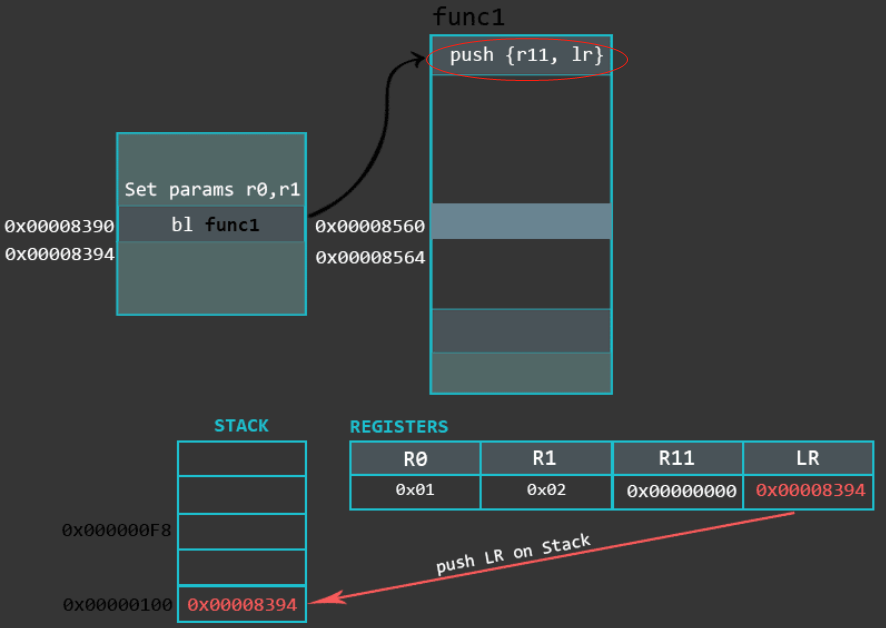 func1
push {r11, lr}
Set params r0,r1
0x00008390
bl func1
0x00008560
0x00008394
0x00008564
STACK
REGISTERS
R0 R1 R11 LR
0x01 0x02 0x00000000 0x00008394
0x000000F8
push LR on Stack
0x00000100
0x00008394